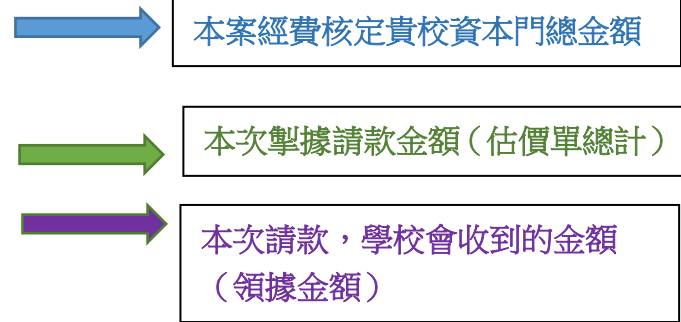 本案經費核定貴校資本門總金額
本次掣據請款金額（估價單總計）
本次請款，學校會收到的金額
（領據金額）